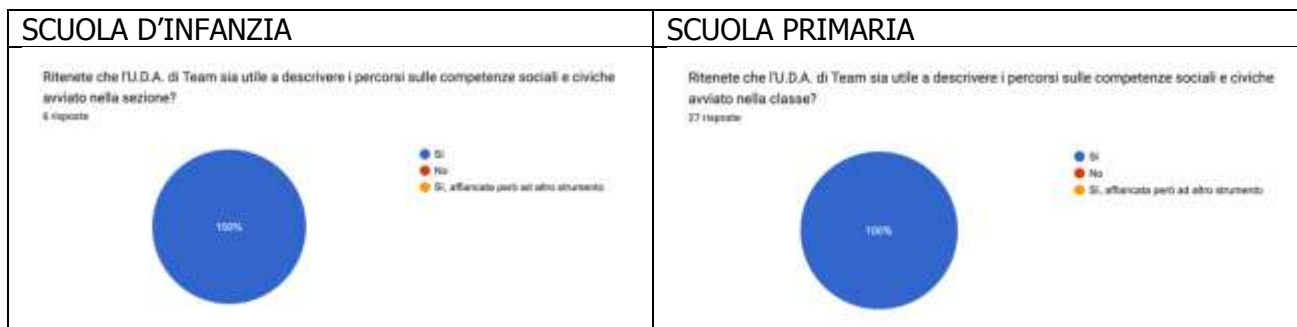 SCUOLA D’INFANZIA
Ritenete che l'U.D.A. di Team sia utile a descrivere i percorsi sulle competenze sociali e civiche
avviato nella sezione?
6 risposte
Sì
No
Sì, affiancata però ad altro strumento
100%
SCUOLA PRIMARIA
Ritenete che l'U.D.A. di Team sia utile a descrivere i percorsi sulle competenze sociali e civiche
avviato nella classe?
27 risposte
Sì
No
Sì, affiancata però ad altro strumento
100%